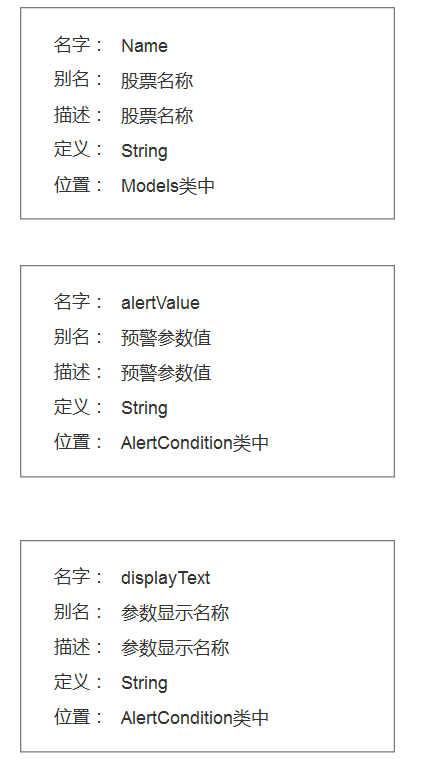 名字： Name
别名： 股票名称
描述： 股票名称
定义： String
位置： Models类中
名字： alertValue
别名： 预警参数值
描述： 预警参数值
定义： String
位置： AlertCondition类中
名字： displayText
别名： 参数显示名称
描述： 参数显示名称
定义： String
位置： AlertCondition类中